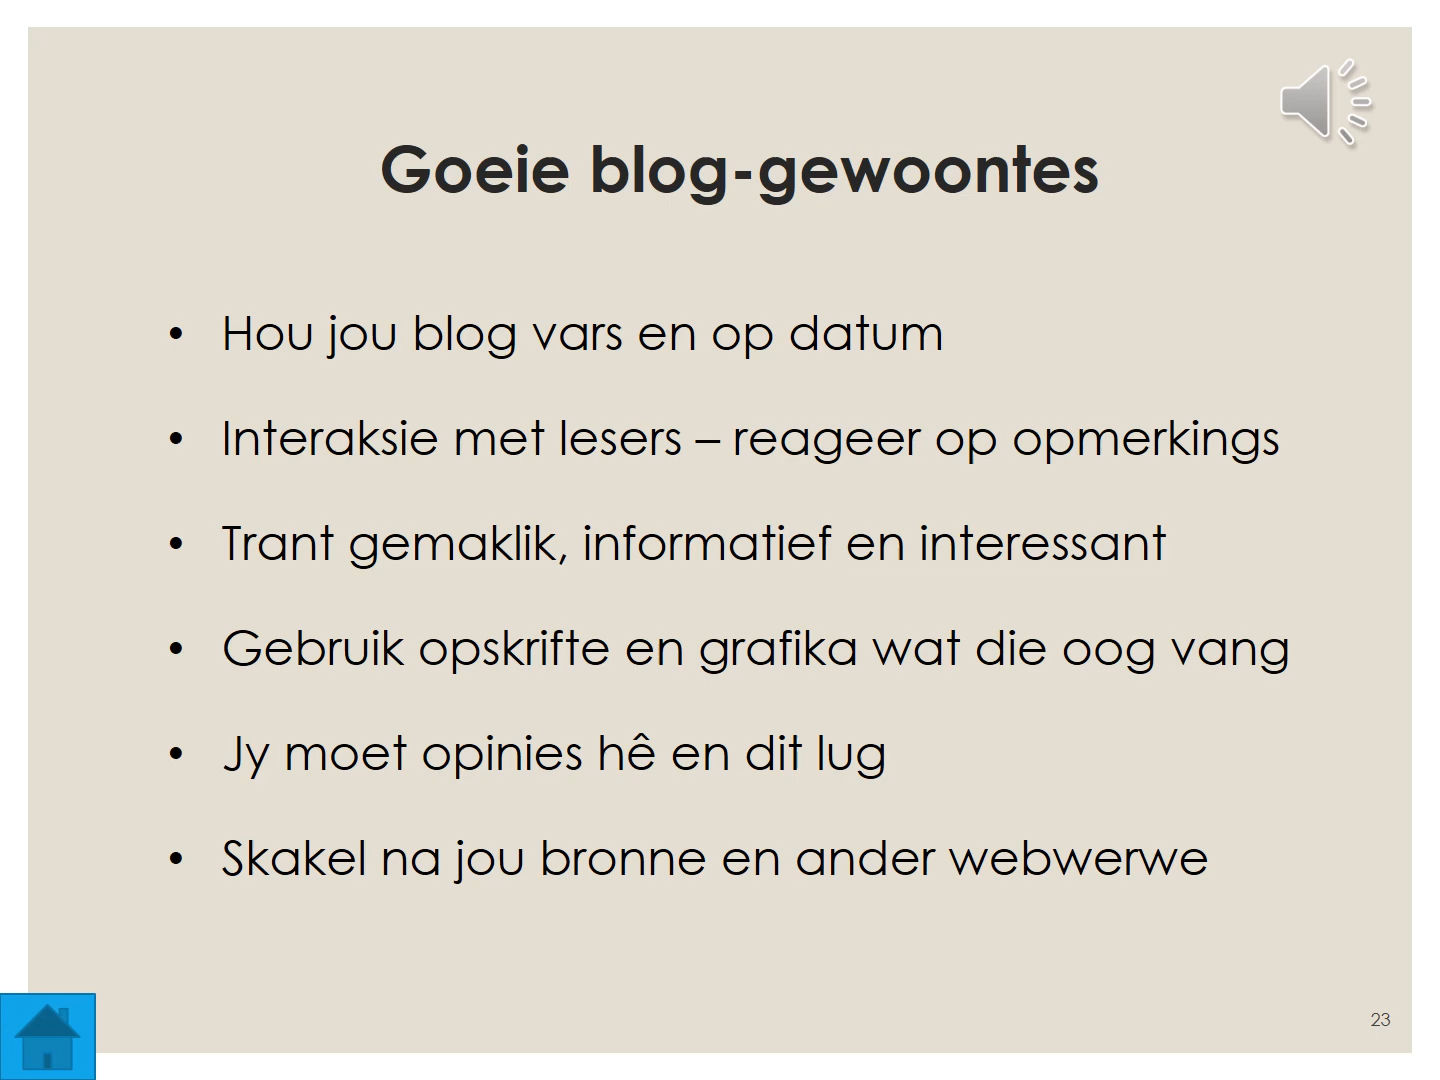 Goeie blog-gewoontes
• Hou jou blog vars en op datum
• Interaksie met lesers – reageer op opmerkings
• Trant gemaklik, informatief en interessant
• Gebruik opskrifte en grafika wat die oog vang
• Jy moet opinies hê en dit lug
• Skakel na jou bronne en ander webwerwe
23